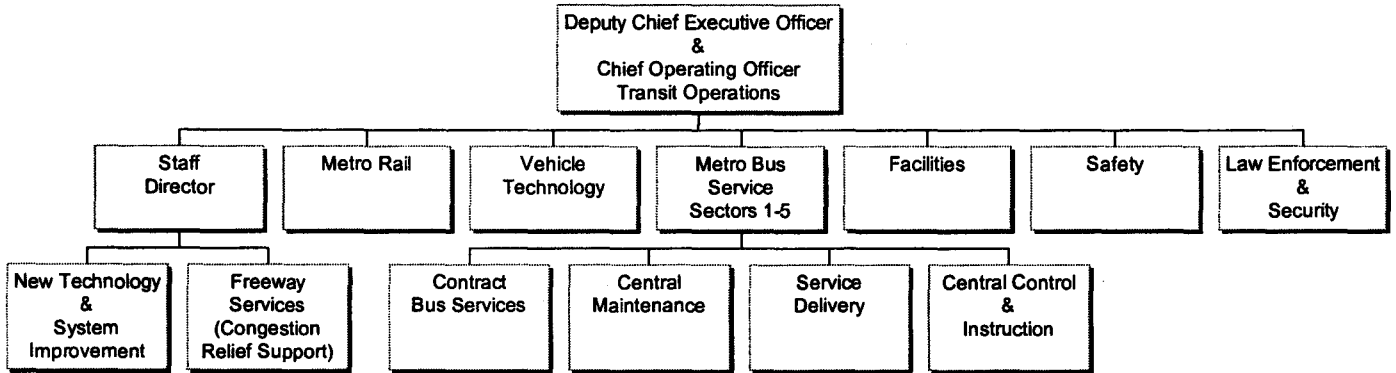 Deputy Chief Executive Officer
&
Chief Operating Officer
Transit Operations
Staff
Director
Metro Rail
Vehicle
Technology
Metro Bus
Service
Sectors 1-5
Facilities
Safety
Law Enforcement
&
Security
New Technology
&
System
Improvement
Freeway
Services
(Congestion
Relief Support)
Contract
Bus Services
Central
Maintenance
Service
Delivery
Central Control
&
Instruction